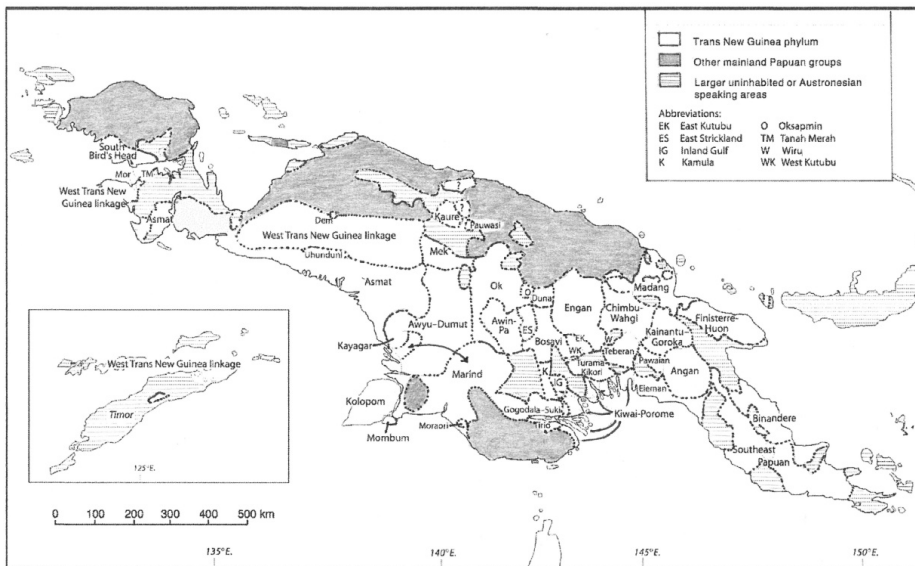 Trans New Guinea phylum
Other mainland Papuan groups
Larger uninhabited or Austronesian
speaking areas
Abbreviations:
EK East Kutubu O Oksapmin
ES East Strickland TM Tanah Merah
IG Inland Gulf W Wiru
K Kamula WK West Kutubu
South
Bird's Head
Mor TM
West Trans New
Guinea linkage
Asmat
Dem
West Trans New Guinea linkage
Uhunduni
?
?
Kaure
Pauwasi
Mek
Asmat
Ok
O
Duna
Engan
Chimbu-
Wahgi
Madang
Finisterre-
Huon
Kainantu-
Goroka
Awyu-Dumut
Awin-
Pa
ES
Bosavi
EK
WK
W
Teberan
Pawaian
Angan
Turama
Kikori
Eleman
Kayagar
Marind
K
IG
Kolopom
Gogodala-Suki
Kiwai-Porome
Tirio
Mombum
Moraori
Binandere
Southeast
Papuan
West Trans New Guinea linkage
Timor
125°E.
0 100 200 300 400 500 km
135°E. 140°E. 145°E. 150°E.